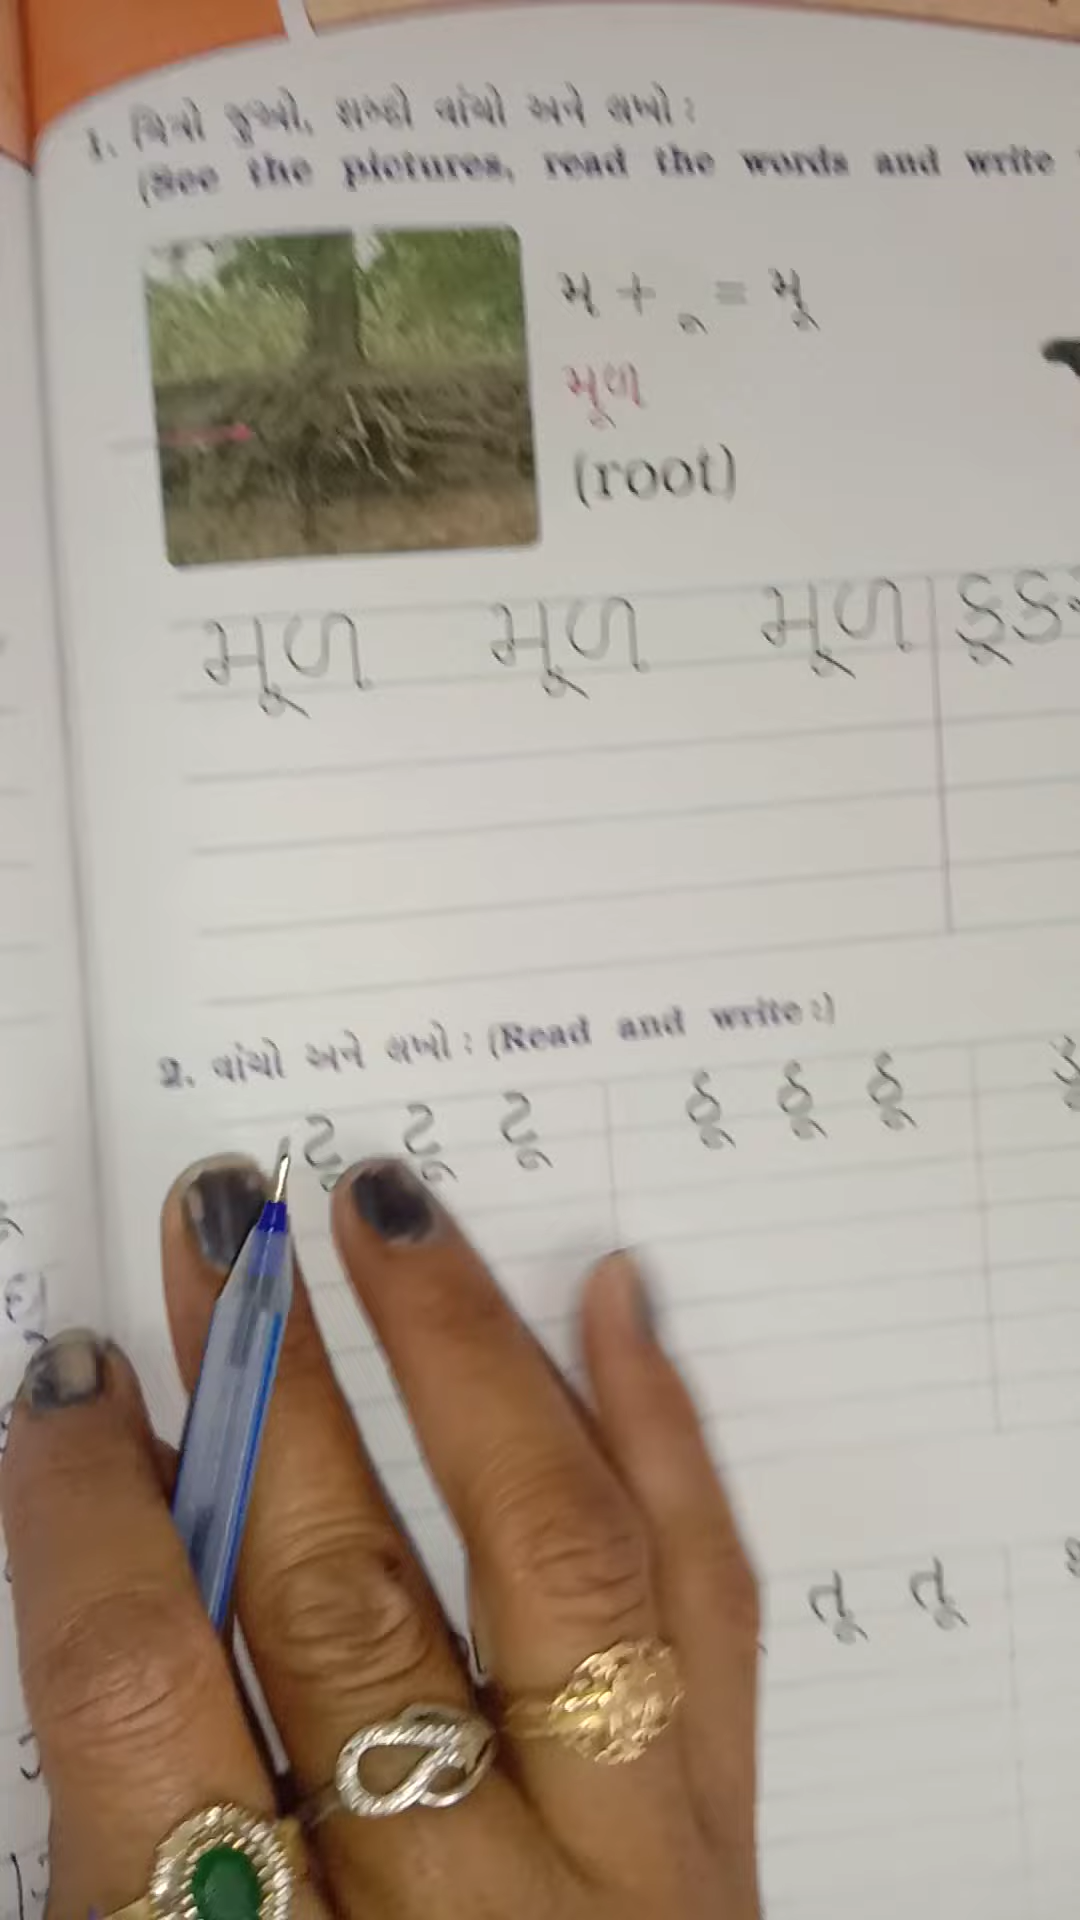 1. ચિત્રો જુઓ, શબ્દો વાંચો અને લખો :
(See the pictures, read the words and write
મ + ૂ = મૂ
મૂળ
(root)
મૂળ મૂળ મૂળ
2. વાંચો અને લખો : (Read and write :)
ટૂ ટૂ ટૂ ઠૂ ઠૂ ઠૂ
તૂ તૂ